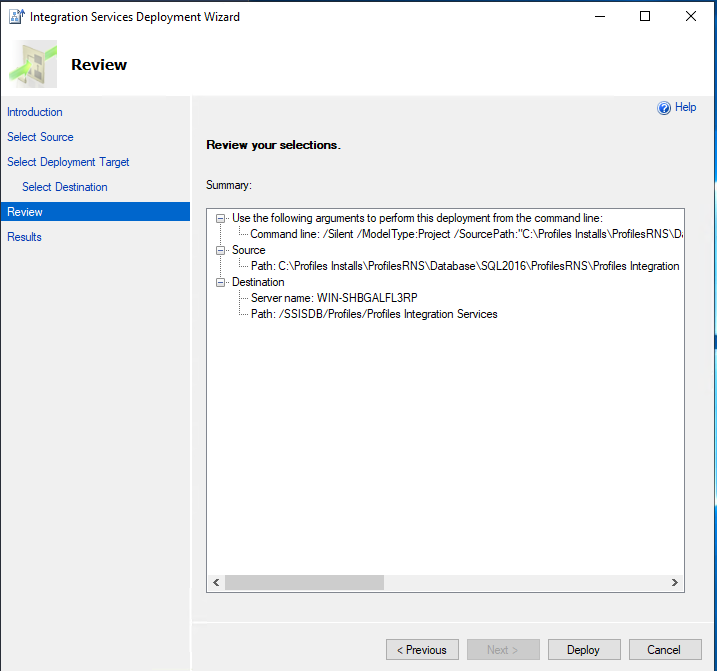 Integration Services Deployment Wizard
Review
Introduction
Select Source
Select Deployment Target
Select Destination
Review
Results
Help
Review your selections.
Summary:
Use the following arguments to perform this deployment from the command line:
Command line: /Silent /ModelType:Project /SourcePath:"C:\Profiles Installs\ProfilesRNS\Da
Source
Path: C:\Profiles Installs\ProfilesRNS\Database\SQL2016\ProfilesRNS\Profiles Integration
Destination
Server name: WIN-SHBGALFL3RP
Path: /SSISDB/Profiles/Profiles Integration Services
< Previous
Next >
Deploy
Cancel